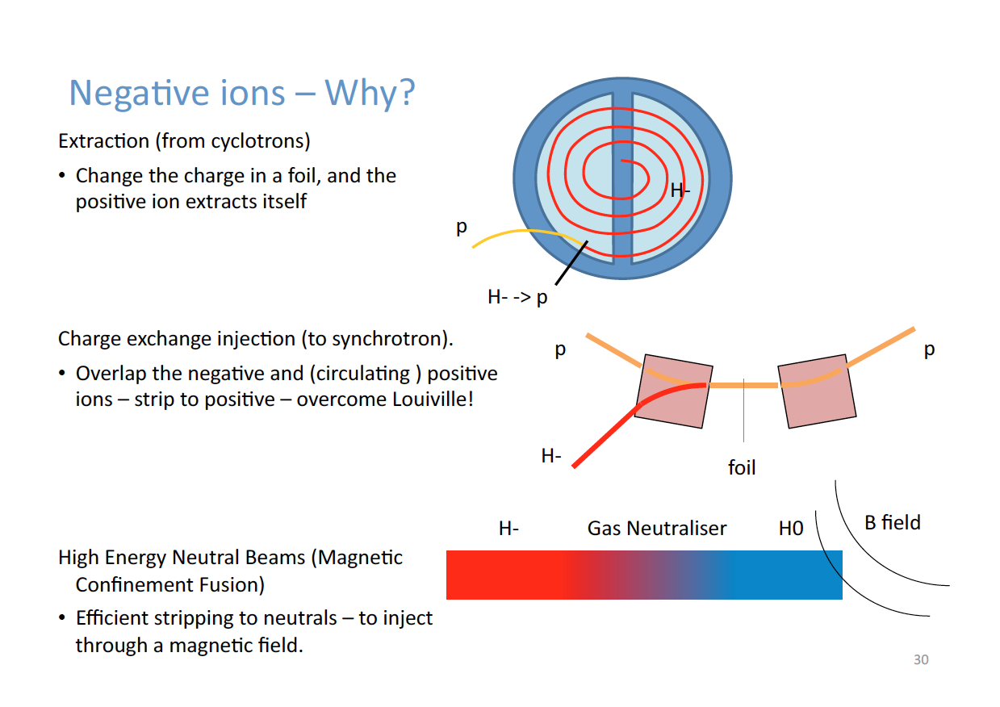 Negative ions – Why?
Extraction (from cyclotrons)
• Change the charge in a foil, and the
positive ion extracts itself
H-
p
H- -> p
Charge exchange injection (to synchrotron).
• Overlap the negative and (circulating ) positive
ions – strip to positive – overcome Louiville!
p
p
H-
foil
H-
Gas Neutraliser
H0
B field
High Energy Neutral Beams (Magnetic
Confinement Fusion)
• Efficient stripping to neutrals – to inject
through a magnetic field.
30